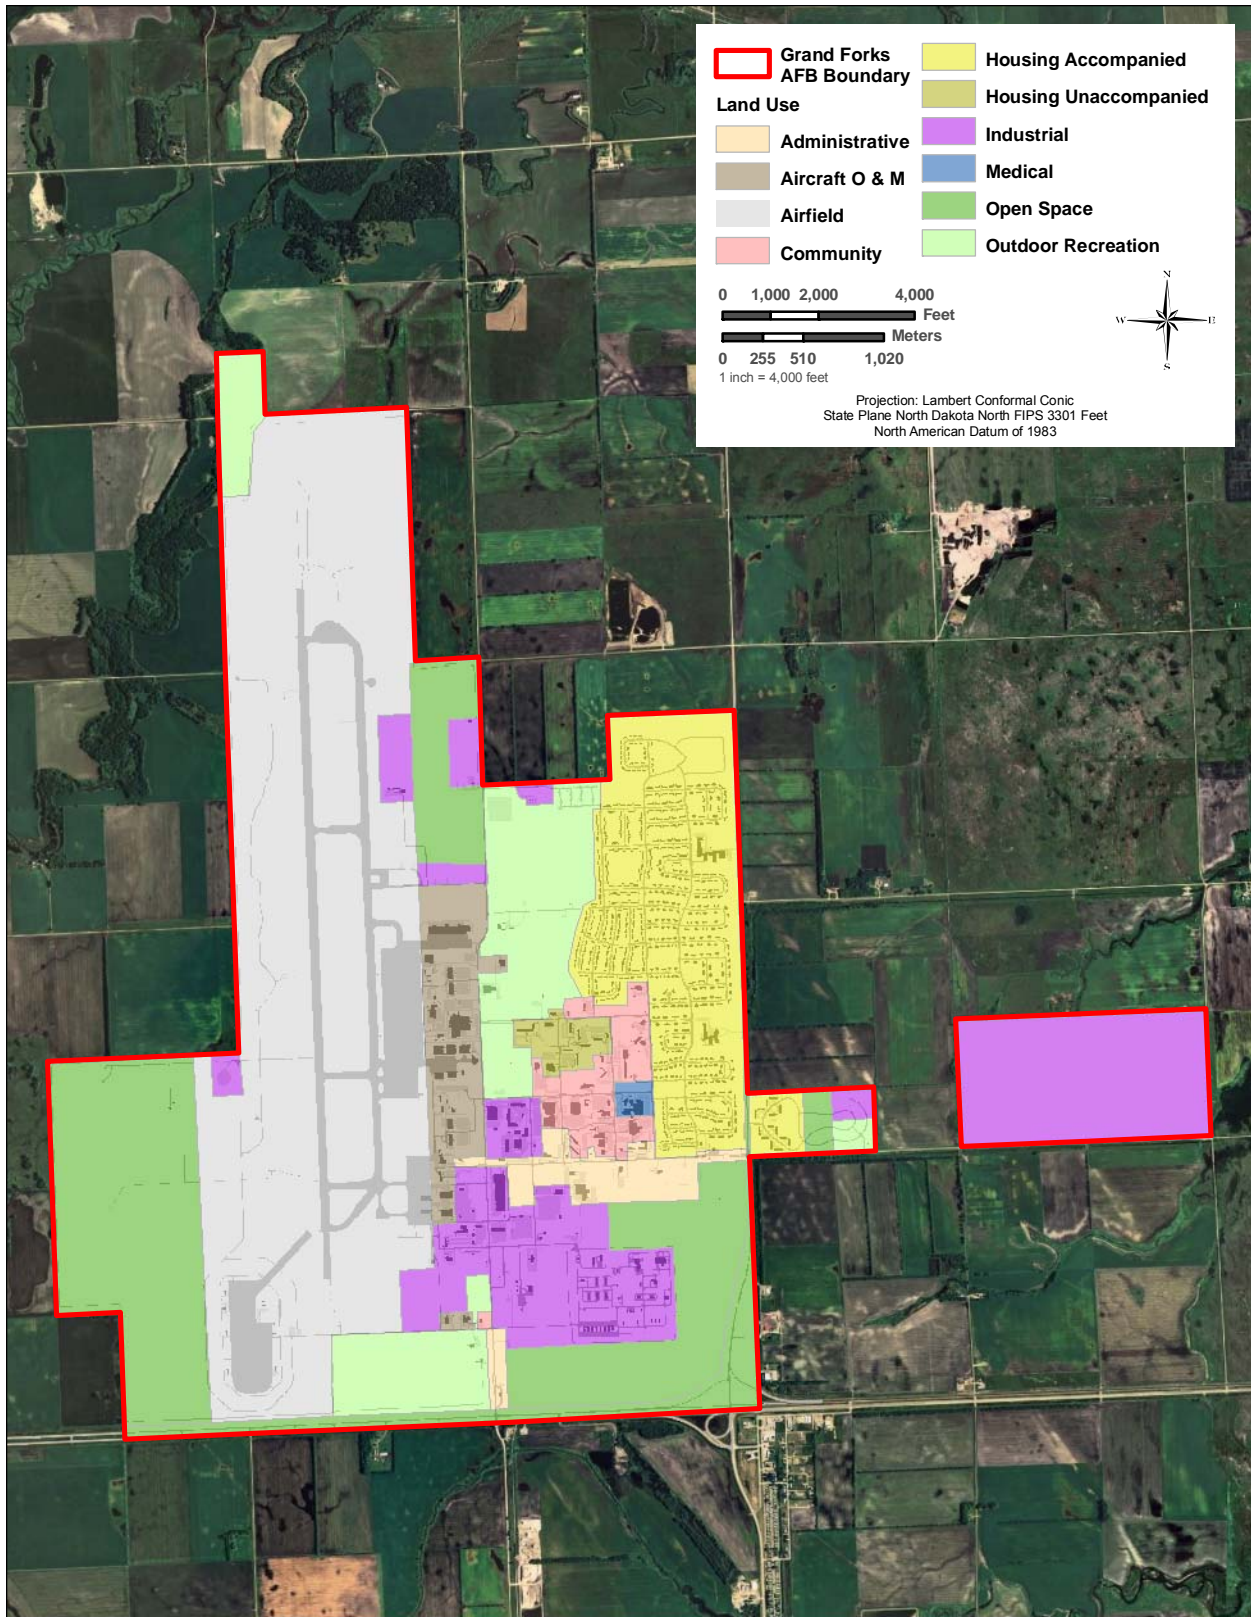 Grand Forks
AFB Boundary
Land Use
Administrative
Aircraft O & M
Airfield
Community
Housing Accompanied
Housing Unaccompanied
Industrial
Medical
Open Space
Outdoor Recreation
0 1,000 2,000 4,000
Feet
Meters
0 255 510 1,020
1 inch = 4,000 feet
N
W E
S
Projection: Lambert Conformal Conic
State Plane North Dakota North FIPS 3301 Feet
North American Datum of 1983